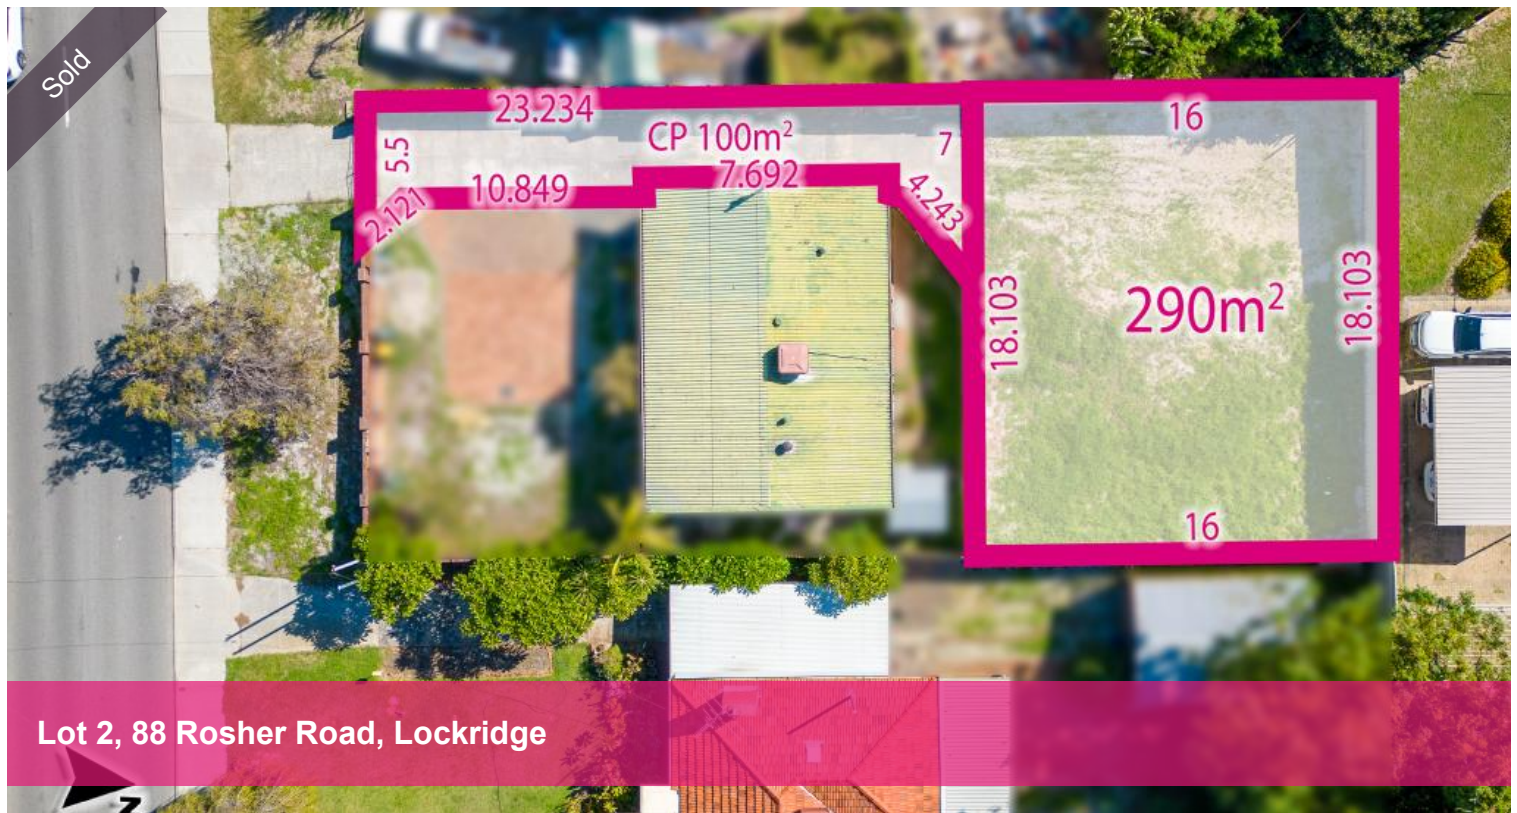 Sold
23.234
CP 100m²
16
5.5
7
7.692
10.849
2.121
4.243
18.103
290m²
18.103
16
Lot 2, 88 Rosher Road, Lockridge
Z